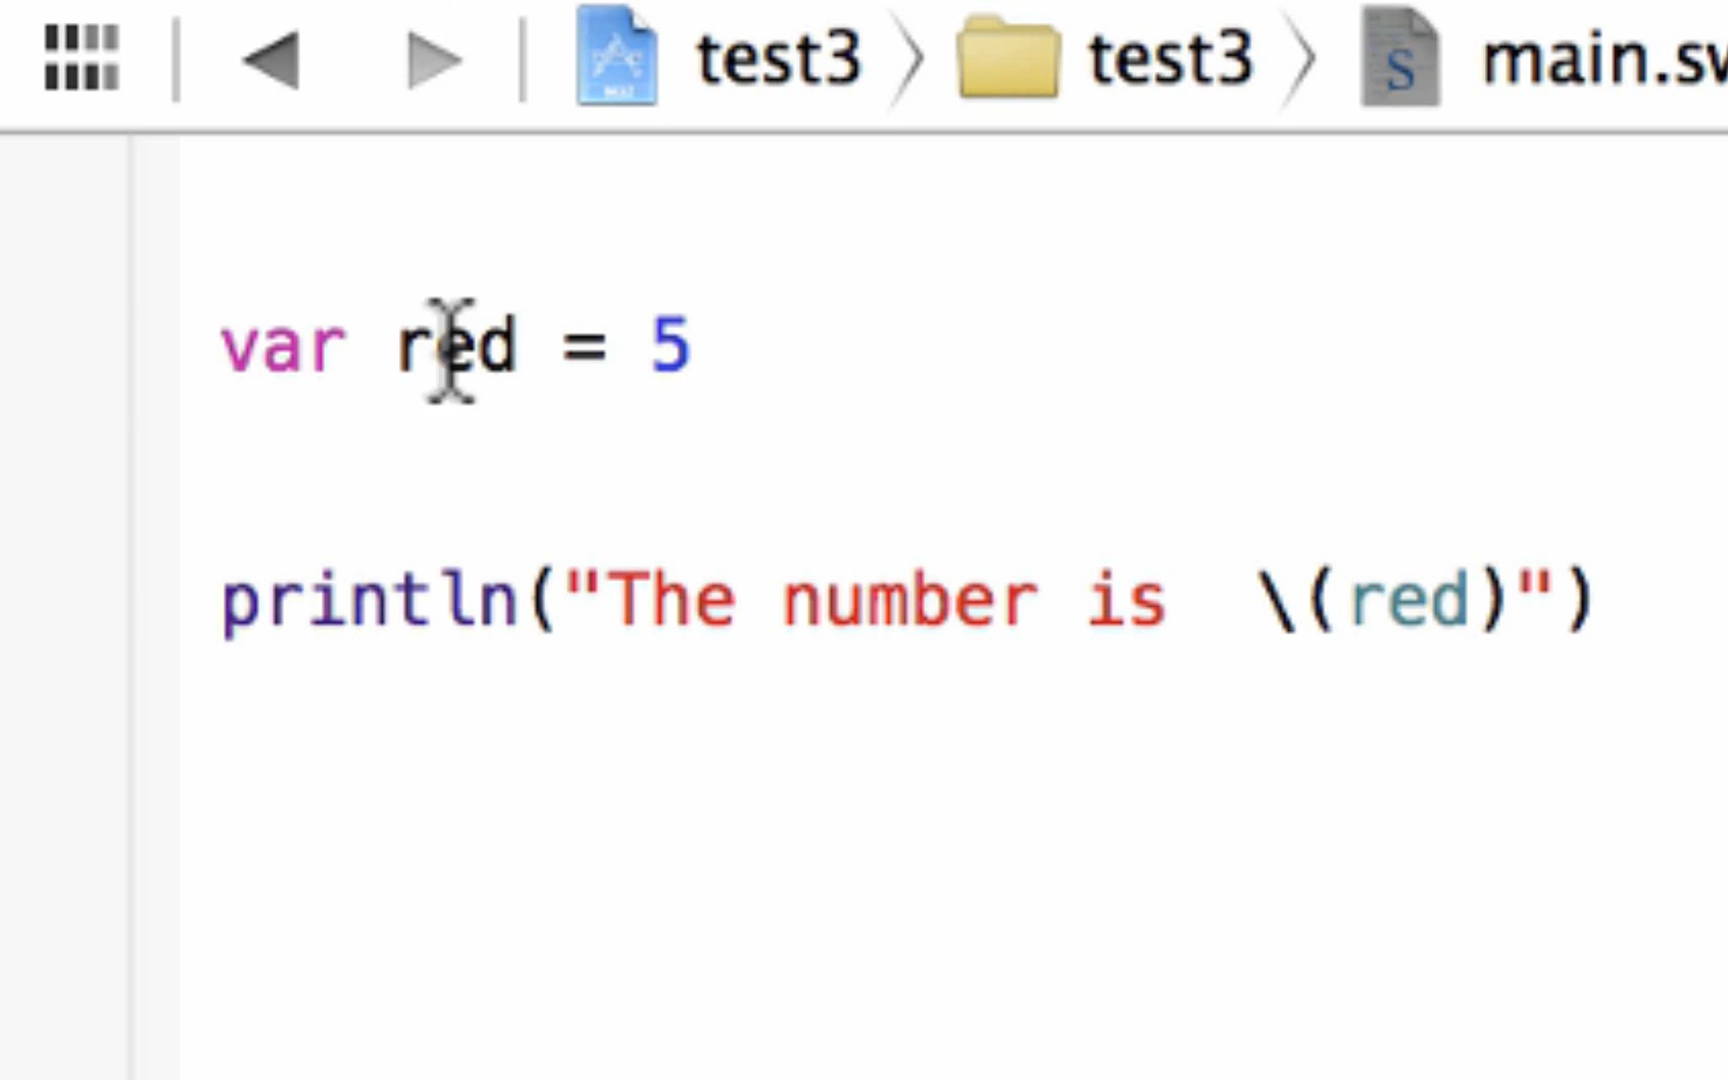 test3 test3 main.sw
var red = 5
println("The number is  \(red)")